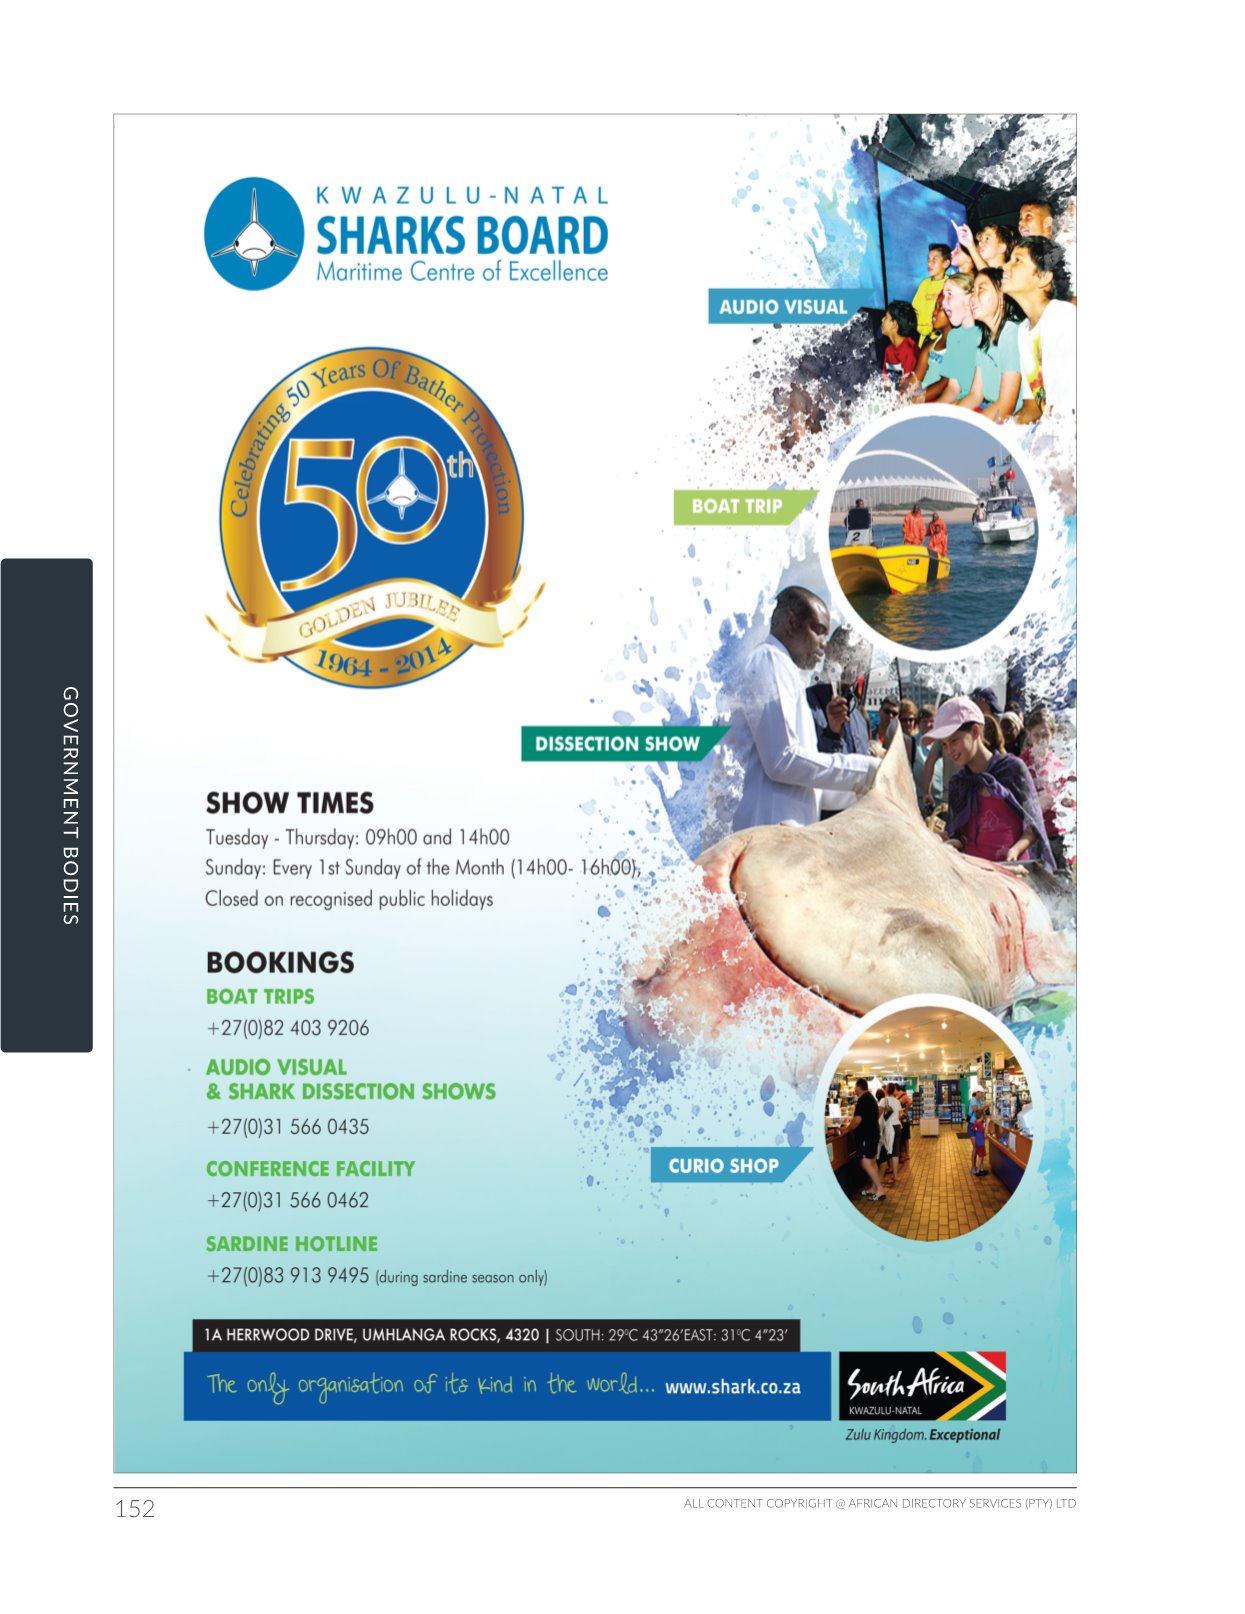 KWAZULU-NATAL
SHARKS BOARD
Maritime Centre of Excellence
AUDIO VISUAL
Celebrating 50 Years Of Bather Protection
50th
GOLDEN JUBILEE
1964 - 2014
BOAT TRIP
2
DISSECTION SHOW
GOVERNMENT BODIES
SHOW TIMES
Tuesday - Thursday: 09h00 and 14h00
Sunday: Every 1st Sunday of the Month (14h00- 16h00),
Closed on recognised public holidays
BOOKINGS
BOAT TRIPS
+27(0)82 403 9206
AUDIO VISUAL
& SHARK DISSECTION SHOWS
+27(0)31 566 0435
CONFERENCE FACILITY
+27(0)31 566 0462
CURIO SHOP
SARDINE HOTLINE
+27(0)83 913 9495 (during sardine season only)
1A HERRWOOD DRIVE, UMHLANGA ROCKS, 4320 | SOUTH: 29⁰C 43”26’EAST: 31⁰C 4”23’
The only organisation of its kind in the world... www.shark.co.za
South Africa
KWAZULU-NATAL
Zulu Kingdom. Exceptional
152
ALL CONTENT COPYRIGHT @ AFRICAN DIRECTORY SERVICES (PTY) LTD